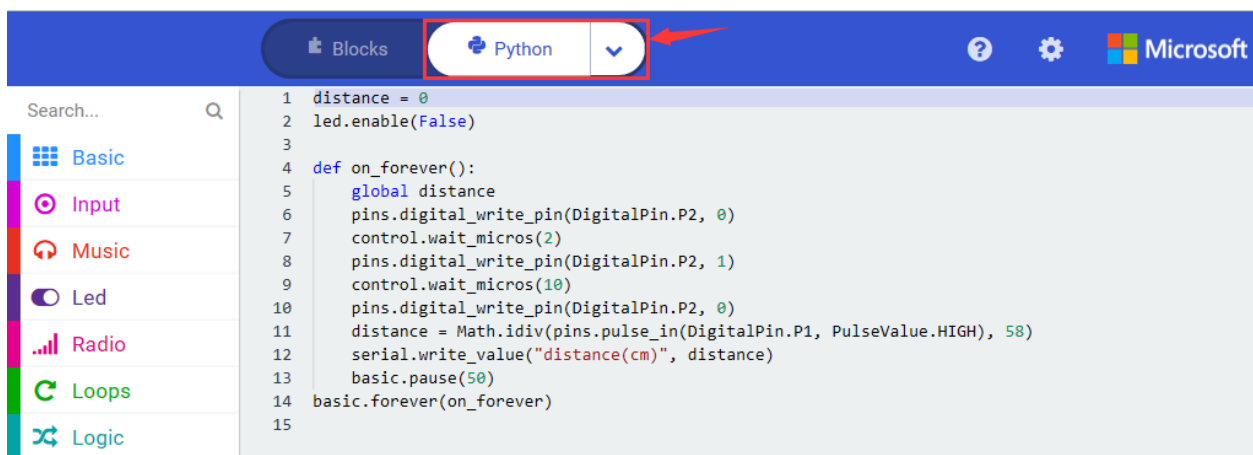 Blocks
Python
Microsoft
Search...
Basic
Input
Music
Led
Radio
Loops
Logic
1 distance = 0
2 led.enable(False)
3
4 def on_forever():
5     global distance
6     pins.digital_write_pin(DigitalPin.P2, 0)
7     control.wait_micros(2)
8     pins.digital_write_pin(DigitalPin.P2, 1)
9     control.wait_micros(10)
10     pins.digital_write_pin(DigitalPin.P2, 0)
11     distance = Math.idiv(pins.pulse_in(DigitalPin.P1, PulseValue.HIGH), 58)
12     serial.write_value("distance(cm)", distance)
13     basic.pause(50)
14 basic.forever(on_forever)
15